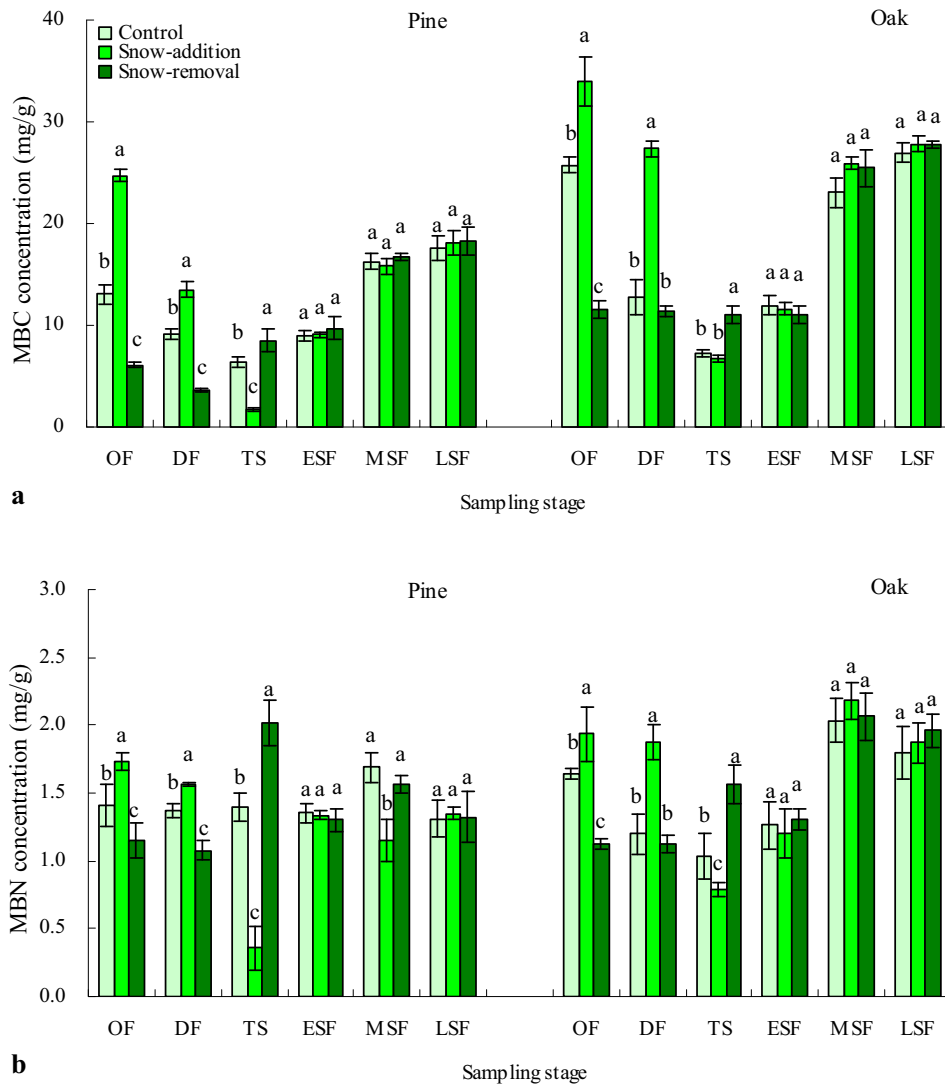 Pine
Oak
Control
Snow-addition
Snow-removal
MBC concentration (mg/g)
40
30
20
10
0
b a c
b a c
b c a
a a a
a a a
a a a
b a c
b a b
b b a
a a a
a a a
a a a
OF DF TS ESF MSF LSF
OF DF TS ESF MSF LSF
a
Sampling stage
Pine
Oak
MBN concentration (mg/g)
3.0
2.5
2.0
1.5
1.0
0.5
0.0
b a c
b a c
b c a
a a a
a b a
a a a
b a c
b a b
b c a
a a a
a a a
a a a
OF DF TS ESF MSF LSF
OF DF TS ESF MSF LSF
b
Sampling stage